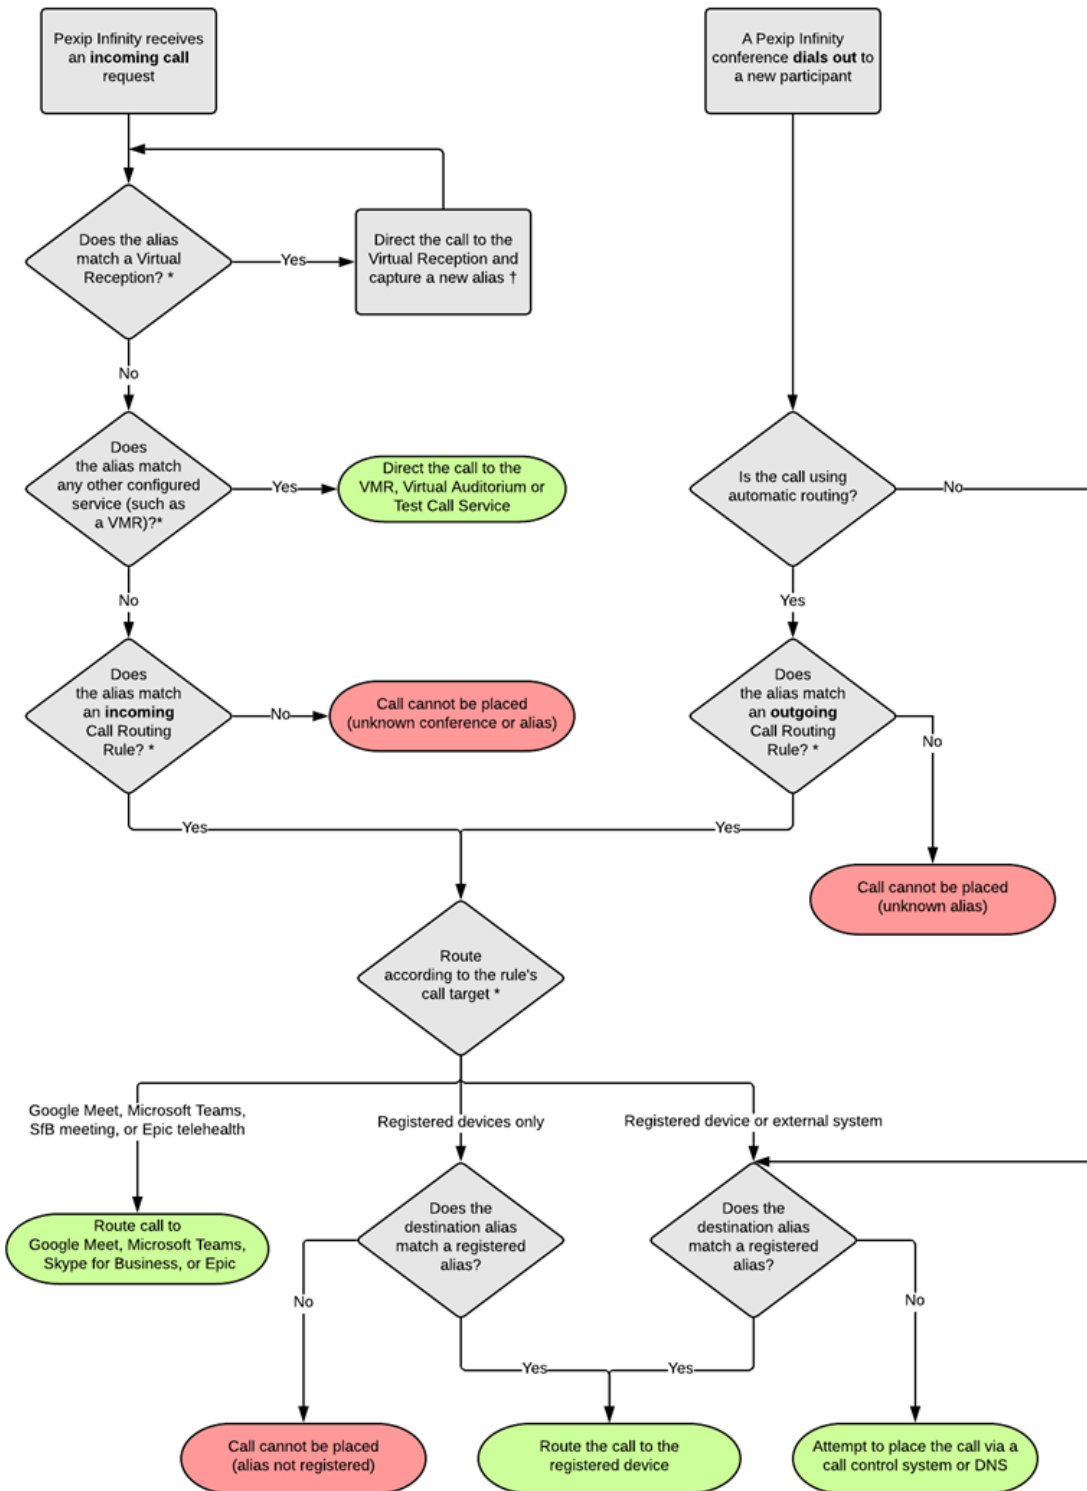 Pexip Infinity receives
an incoming call
request
A Pexip Infinity
conference dials out to
a new participant
Does the alias
match a Virtual
Reception? *
Yes
Direct the call to the
Virtual Reception and
capture a new alias †
No
Does
the alias match
any other configured
service (such as
a VMR)?*
Yes
Direct the call to the
VMR, Virtual Auditorium or
Test Call Service
Is the call using
automatic routing?
No
No
Yes
Does
the alias match
an incoming
Call Routing
Rule? *
No
Call cannot be placed
(unknown conference or alias)
Does
the alias match
an outgoing
Call Routing
Rule? *
No
Yes
Yes
Call cannot be placed
(unknown alias)
Route
according to the rule's
call target *
Google Meet, Microsoft Teams,
SfB meeting, or Epic telehealth
Registered devices only
Registered device or external system
Route call to
Google Meet, Microsoft Teams,
Skype for Business, or Epic
Does the
destination alias
match a registered
alias?
Does the
destination alias
match a registered
alias?
No
No
Yes
Yes
Call cannot be placed
(alias not registered)
Route the call to the
registered device
Attempt to place the call via a
call control system or DNS